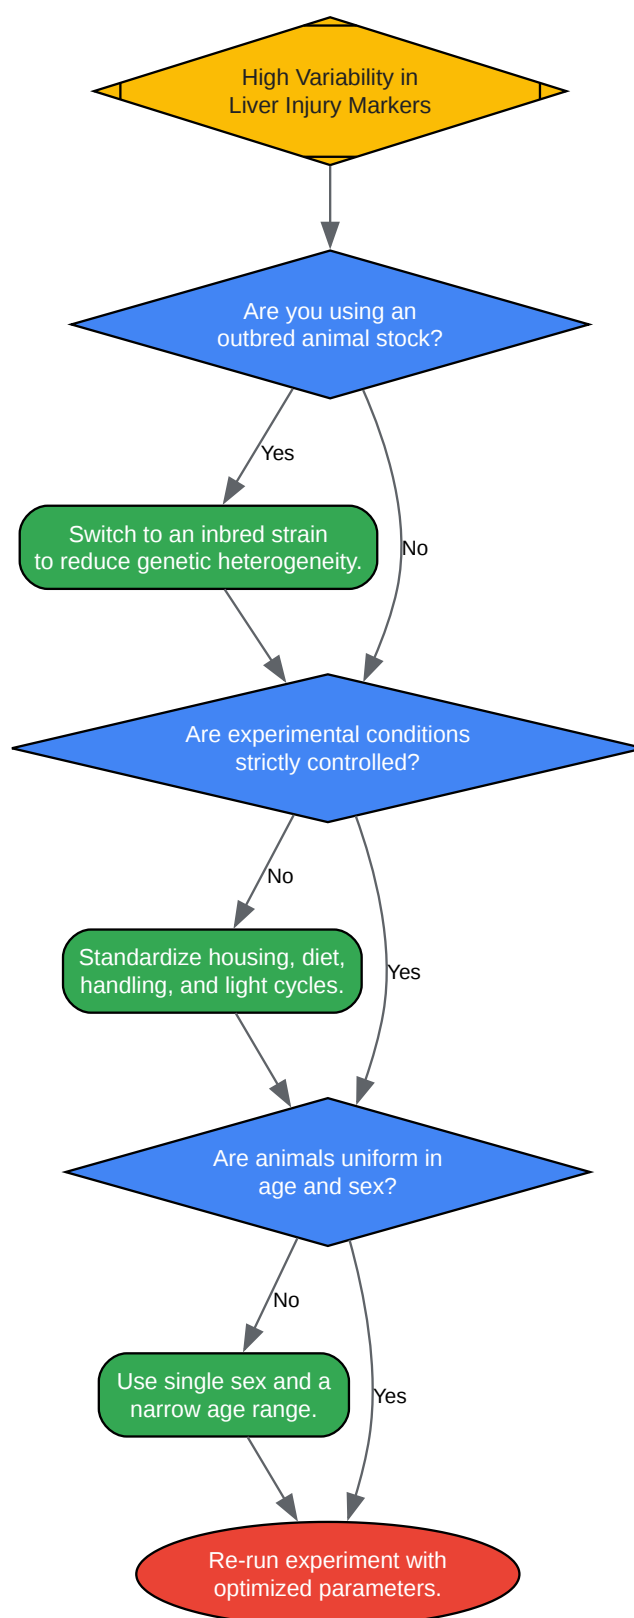 High Variability in
Liver Injury Markers
Are you using an
outbred animal stock?
Yes
Switch to an inbred strain
to reduce genetic heterogeneity.
No
Are experimental conditions
strictly controlled?
No
Standardize housing, diet,
handling, and light cycles.
Yes
Are animals uniform in
age and sex?
No
Use single sex and a
narrow age range.
Yes
Re-run experiment with
optimized parameters.